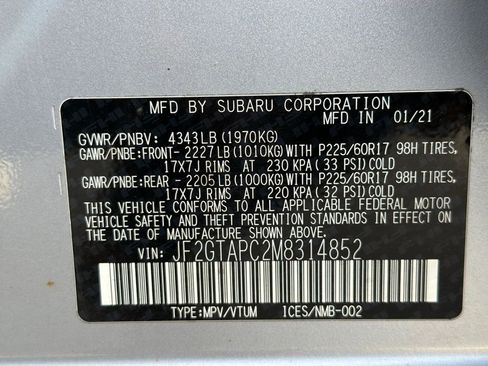 MFD BY SUBARU CORPORATION
MFD IN 01/21
GVWR/PNBV: 4343LB (1970KG)
GAWR/PNBE:FRONT- 2227LB (1010KG)WITH P225/60R17 98H TIRES,
17X7J RIMS AT 230 KPA ( 33 PSI) COLD
GAWR/PNBE:REAR - 2205LB (1000KG)WITH P225/60R17 98H TIRES,
17X7J RIMS AT 220 KPA ( 32 PSI) COLD
THIS VEHICLE CONFORMS TO ALL APPLICABLE FEDERAL MOTOR
VEHICLE SAFETY AND THEFT PREVENTION STANDARDS IN EFFECT
ON THE DATE OF MANUFACTURE SHOWN ABOVE.
VIN: JF2GTAPC2M8314852
TYPE:MPV/VTUM ICES/NMB-002